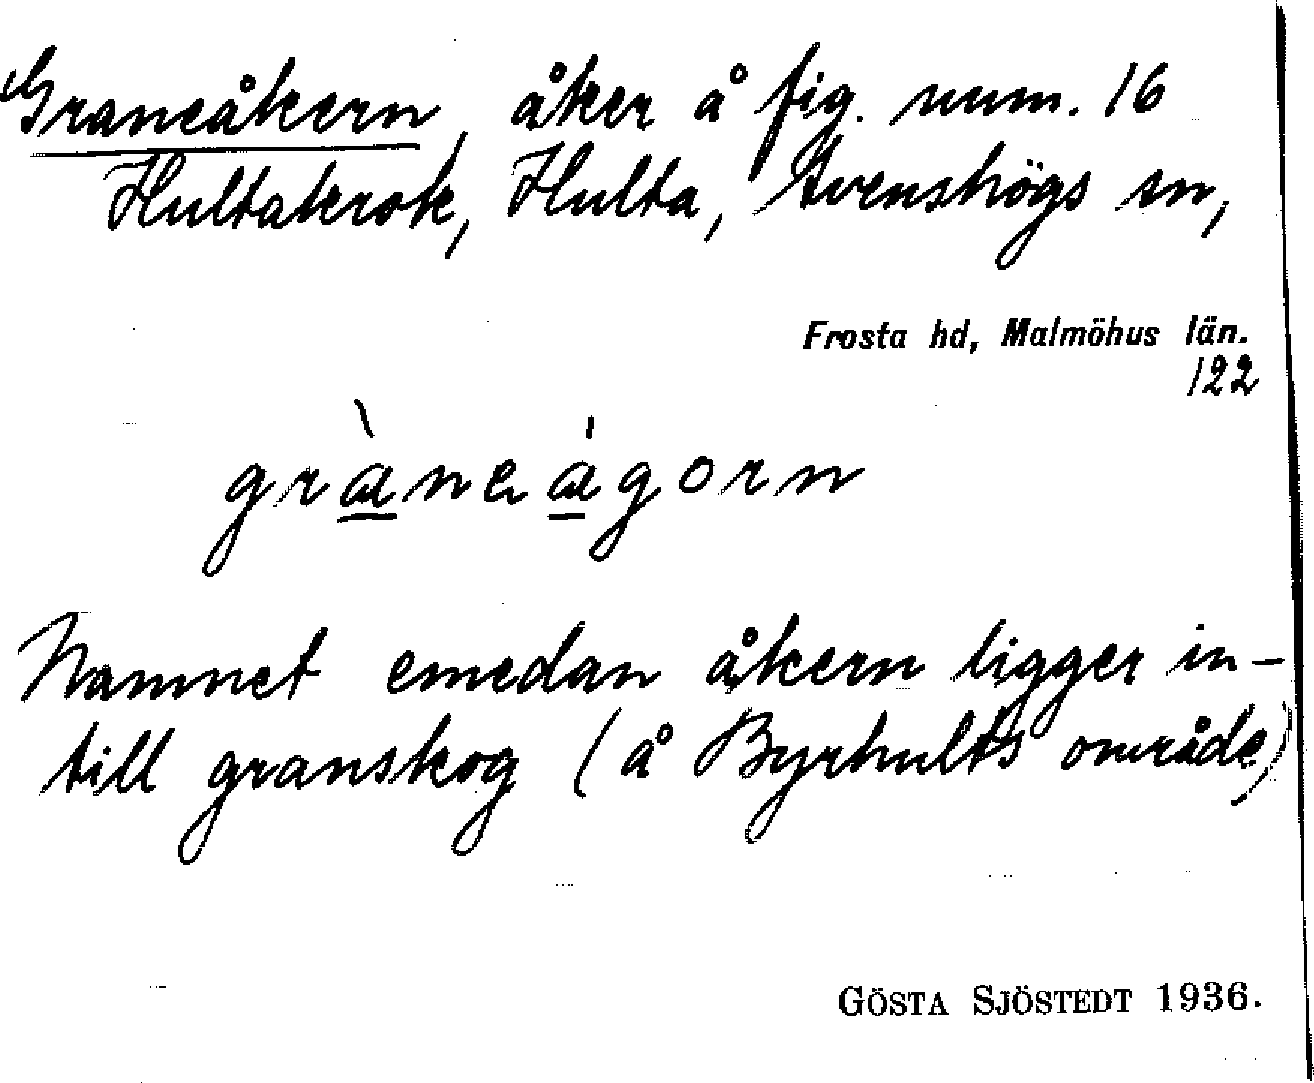 Graneåkern, åker å fig. num. 16
Hultakrok, Hulta, Svenshögs sn,
Frosta hd, Malmöhus län.
122
gràneágorn
Namnet emedan åkern ligger in-
till granskog (å Byrhults område)
GÖSTA SJÖSTEDT 1936.